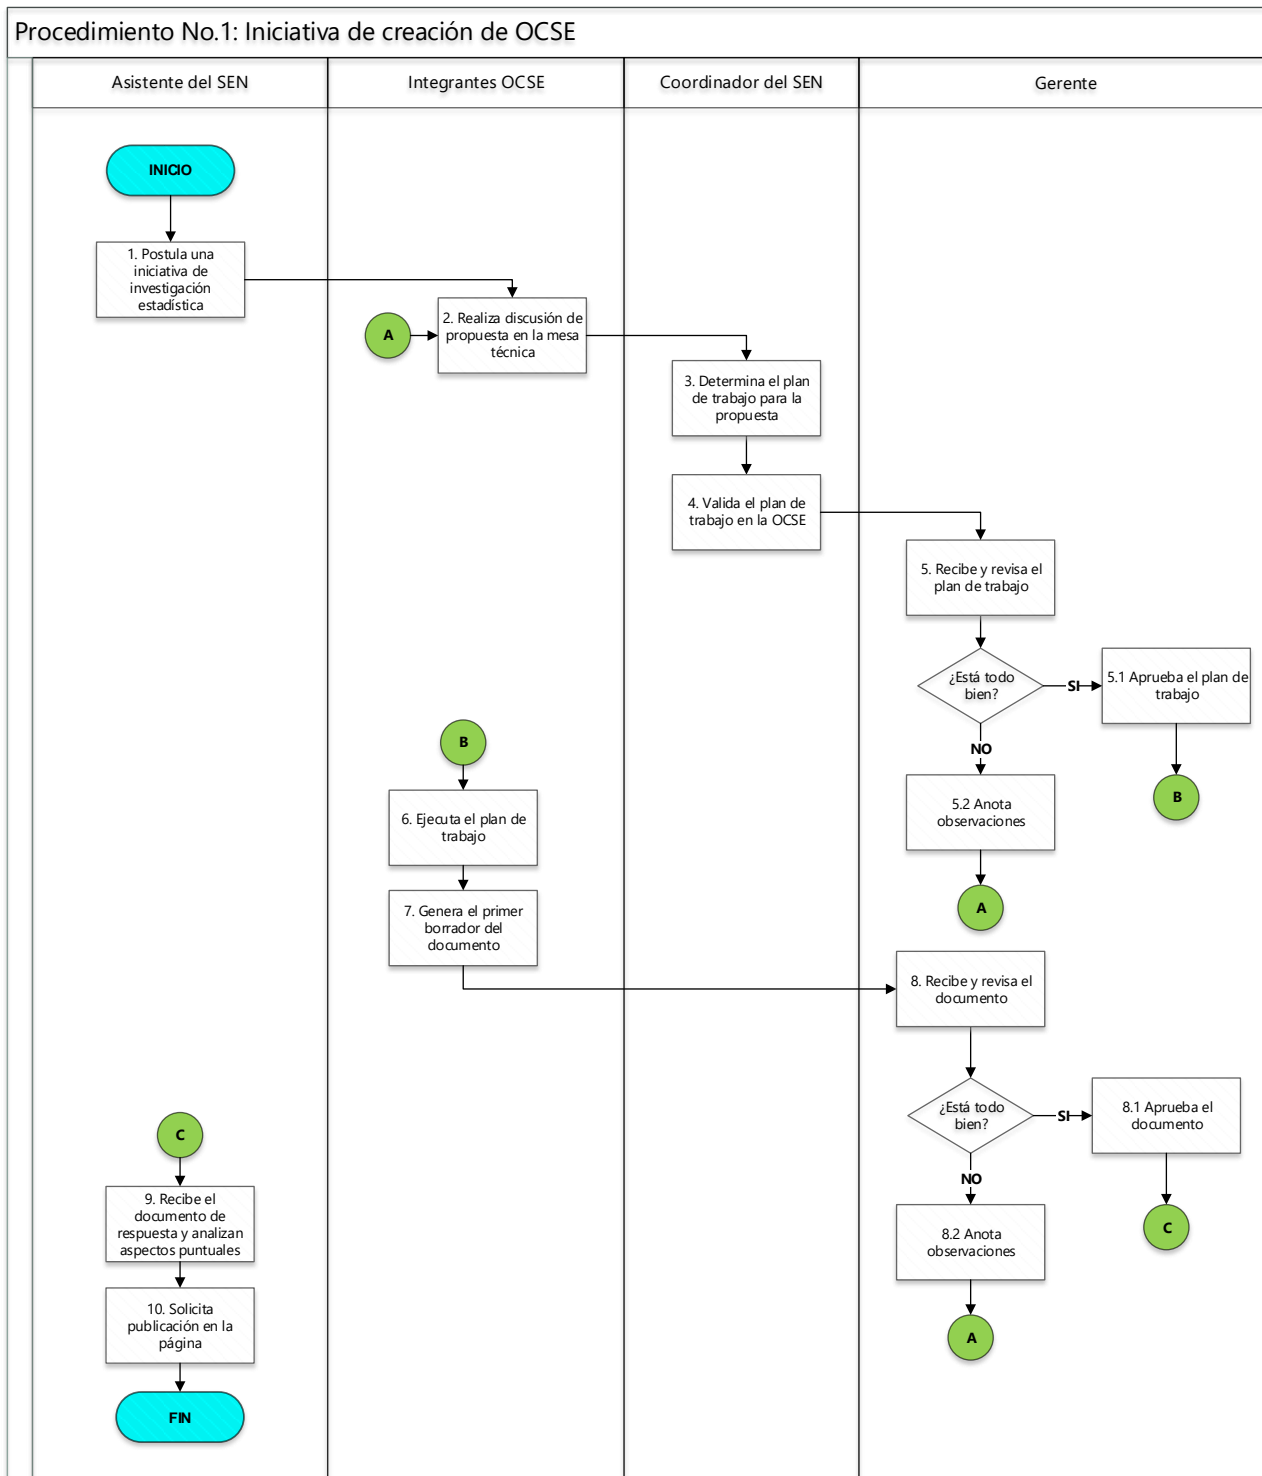 Procedimiento No.1: Iniciativa de creación de OCSE
Asistente del SEN
Integrantes OCSE
Coordinador del SEN
Gerente
INICIO
1. Postula una
iniciativa de
investigación
estadística
A
2. Realiza discusión de
propuesta en la mesa
técnica
3. Determina el plan
de trabajo para la
propuesta
4. Valida el plan de
trabajo en la OCSE
5. Recibe y revisa el
plan de trabajo
¿Está todo
bien?
SI
5.1 Aprueba el plan de
trabajo
NO
B
5.2 Anota
observaciones
A
B
6. Ejecuta el plan de
trabajo
7. Genera el primer
borrador del
documento
8. Recibe y revisa el
documento
¿Está todo
bien?
SI
8.1 Aprueba el
documento
NO
C
8.2 Anota
observaciones
A
C
9. Recibe el
documento de
respuesta y analizan
aspectos puntuales
10. Solicita
publicación en la
página
FIN